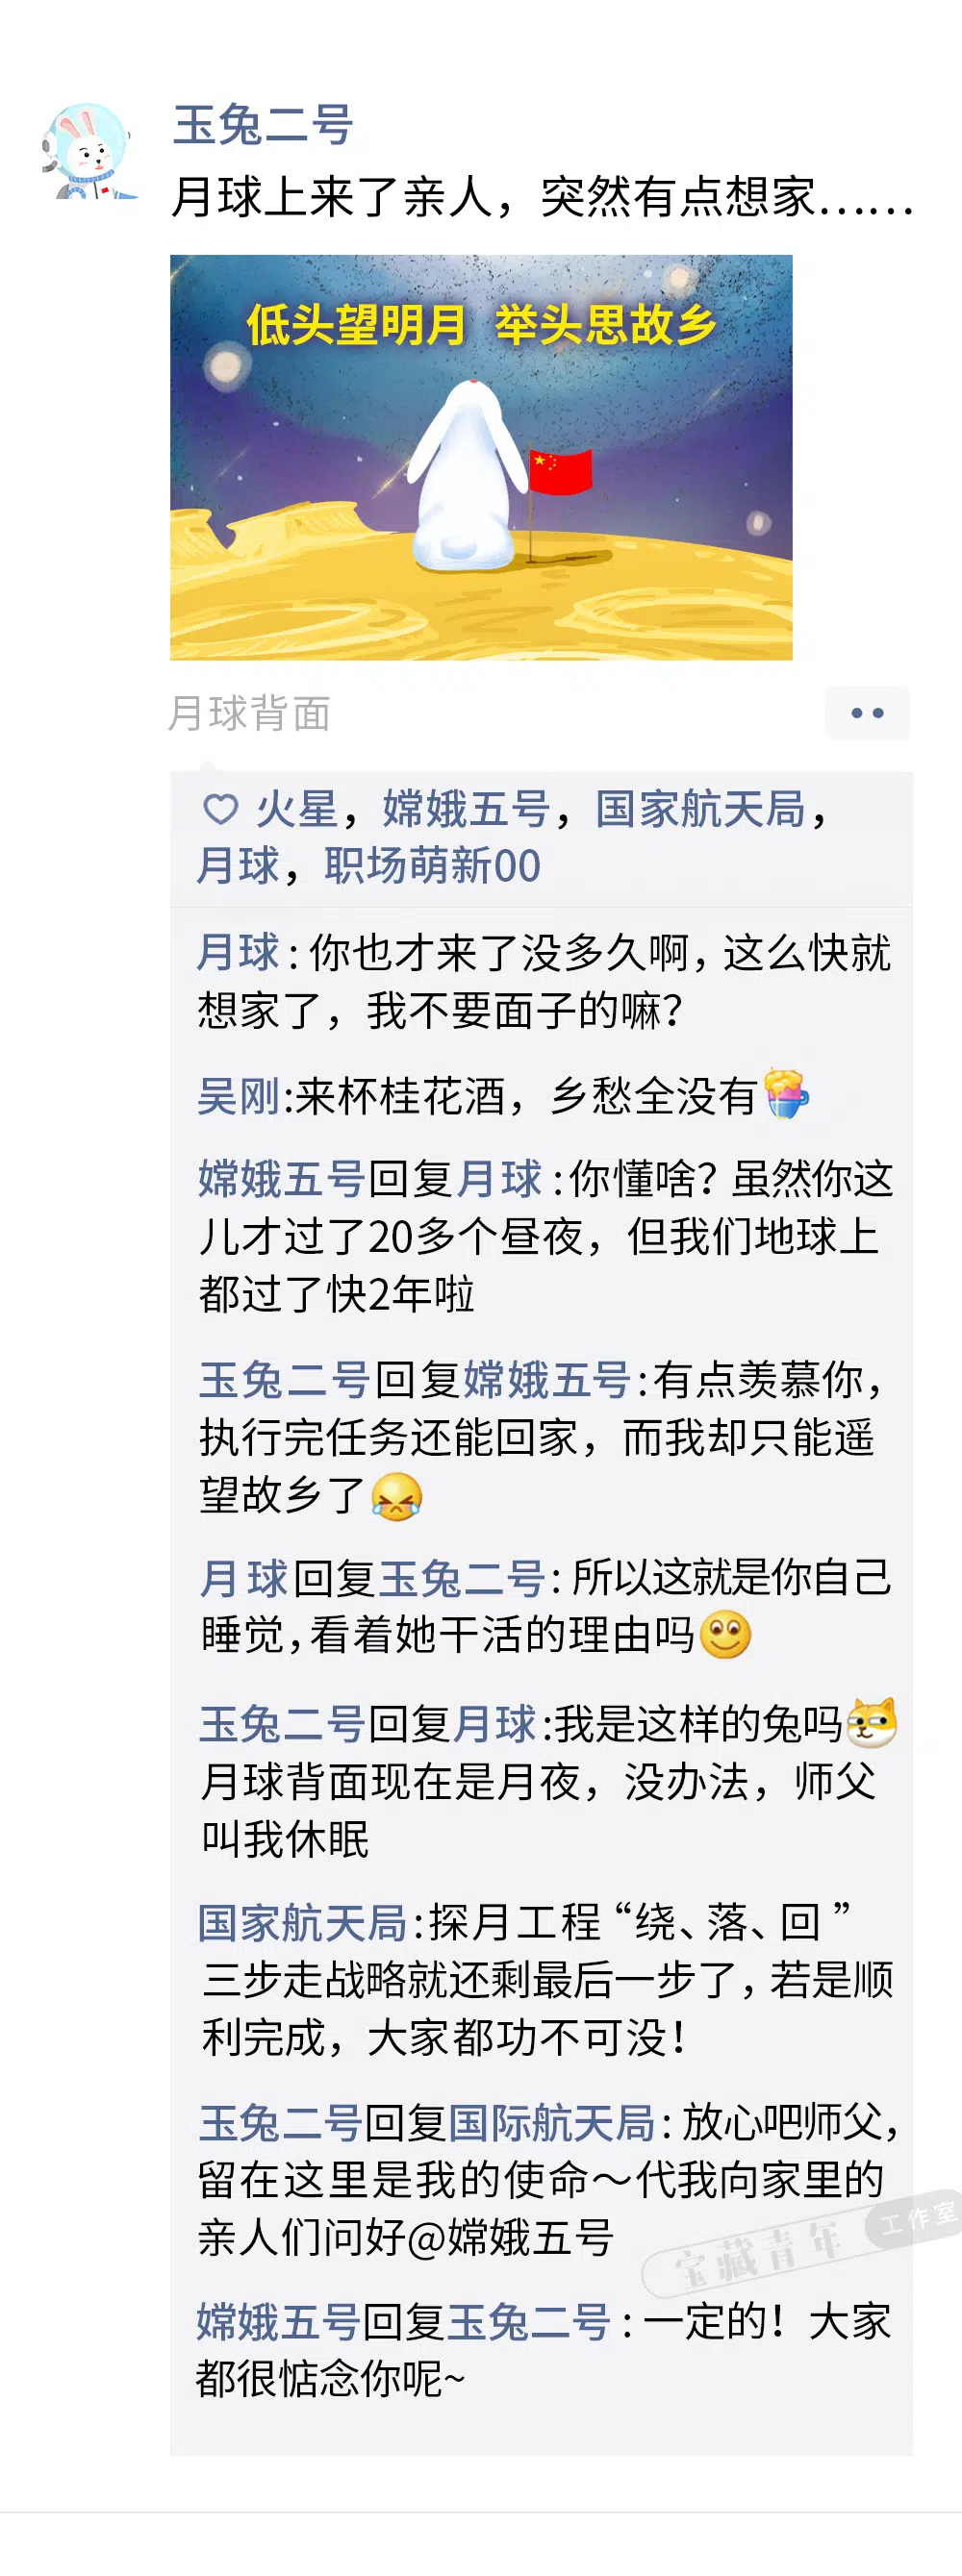 玉兔二号
月球上来了亲人，突然有点想家……
低头望明月 举头思故乡
月球背面
火星，嫦娥五号，国家航天局，
月球，职场萌新00
月球：你也才来了没多久啊，这么快就
想家了，我不要面子的嘛？
吴刚:来杯桂花酒，乡愁全没有
嫦娥五号回复月球:你懂啥？虽然你这
儿才过了20多个昼夜，但我们地球上
都过了快2年啦
玉兔二号回复嫦娥五号:有点羡慕你，
执行完任务还能回家，而我却只能遥
望故乡了
月球回复玉兔二号：所以这就是你自己
睡觉，看着她干活的理由吗
玉兔二号回复月球:我是这样的兔吗
月球背面现在是月夜，没办法，师父
叫我休眠
国家航天局:探月工程“绕、落、回”
三步走战略就还剩最后一步了，若是顺
利完成，大家都功不可没！
玉兔二号回复国际航天局：放心吧师父，
留在这里是我的使命～代我向家里的
亲人们问好@嫦娥五号
宝藏青年 工作室
嫦娥五号回复玉兔二号：一定的！大家
都很惦念你呢~